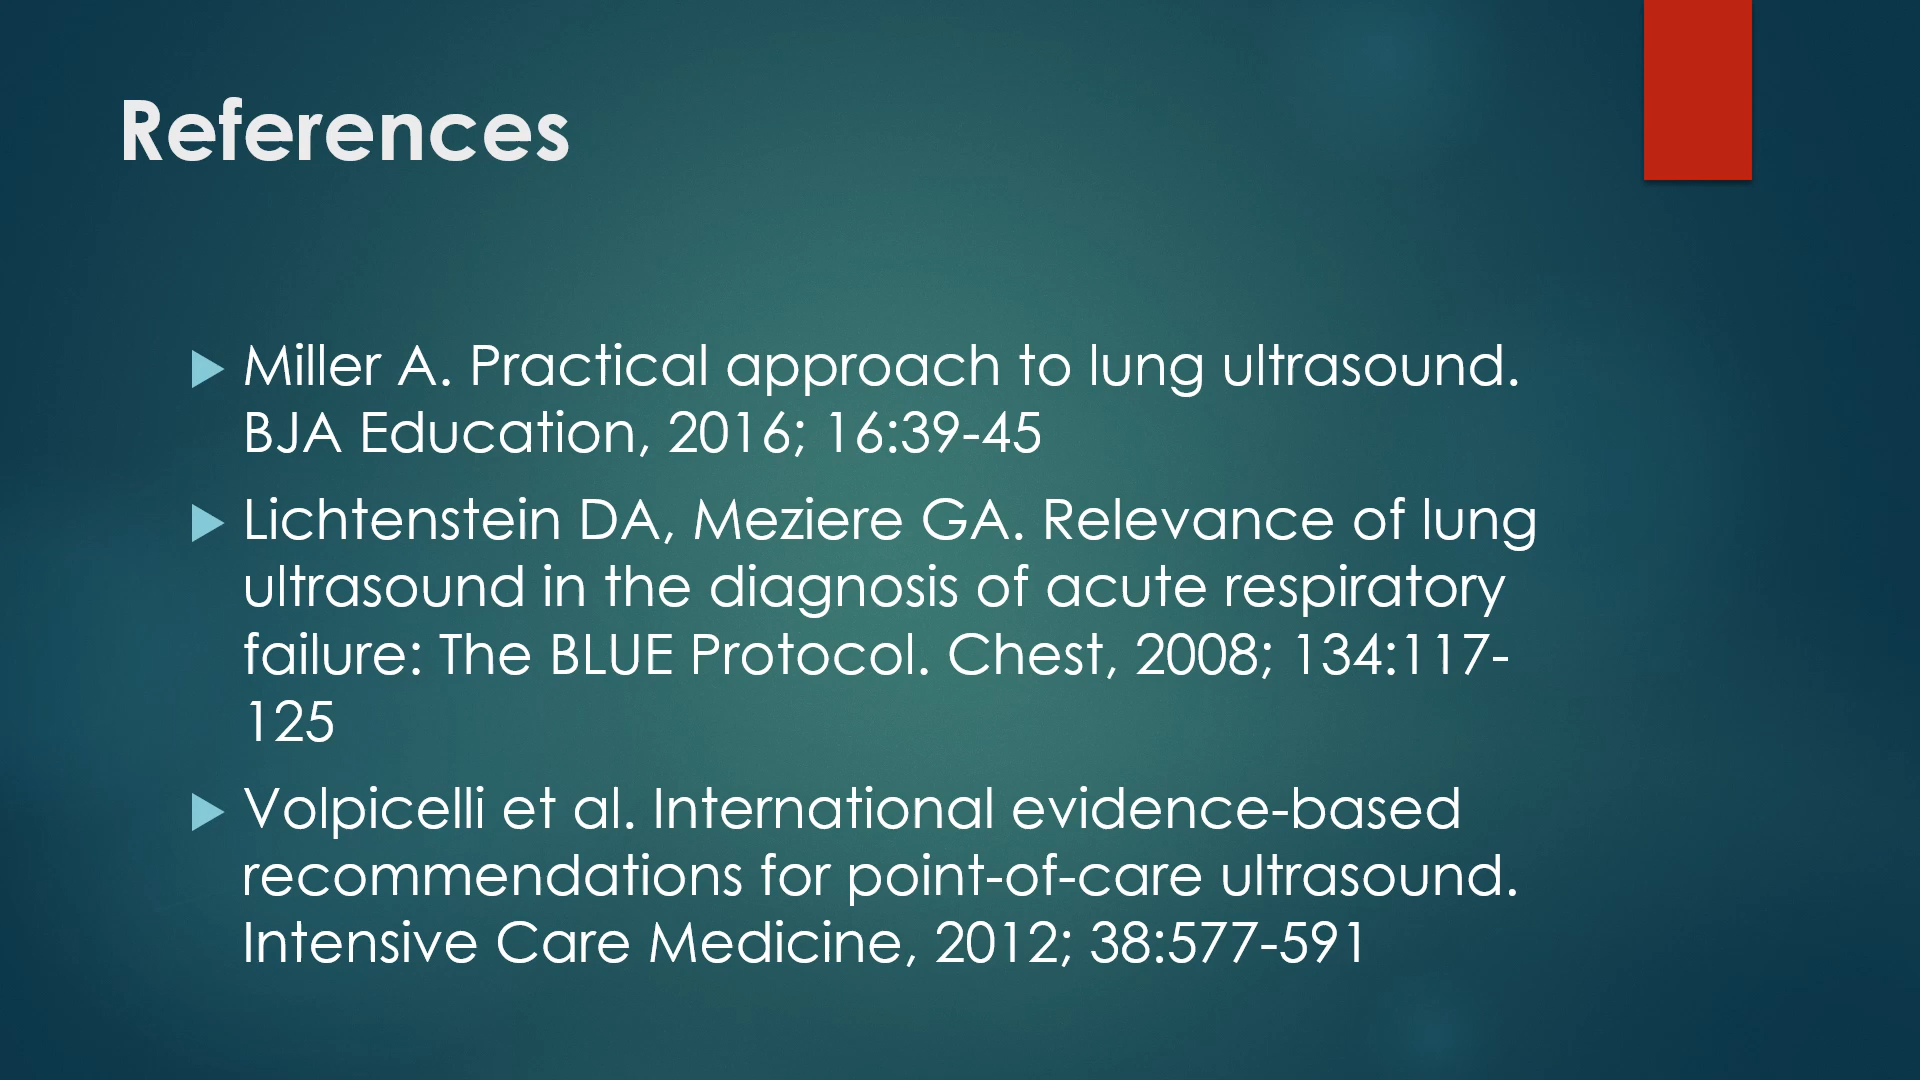 References
Miller A. Practical approach to lung ultrasound.
BJA Education, 2016; 16:39-45
Lichtenstein DA, Meziere GA. Relevance of lung
ultrasound in the diagnosis of acute respiratory
failure: The BLUE Protocol. Chest, 2008; 134:117-
125
Volpicelli et al. International evidence-based
recommendations for point-of-care ultrasound.
Intensive Care Medicine, 2012; 38:577-591